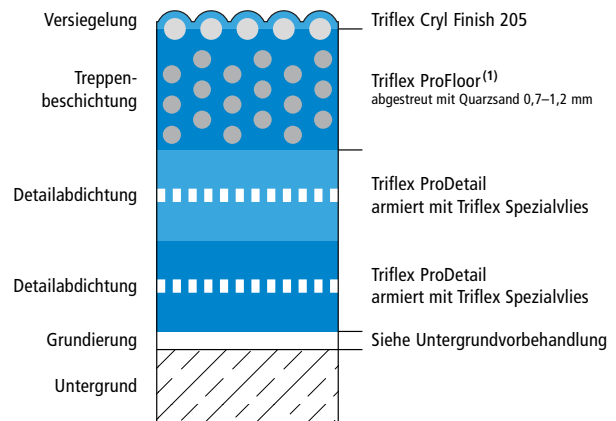 Versiegelung
Triflex Cryl Finish 205
Treppen-
beschichtung
Triflex ProFloor(1)
abgestreut mit Quarzsand 0,7–1,2 mm
Detailabdichtung
Triflex ProDetail
armiert mit Triflex Spezialvlies
Detailabdichtung
Triflex ProDetail
armiert mit Triflex Spezialvlies
Grundierung
Siehe Untergrundvorbehandlung
Untergrund